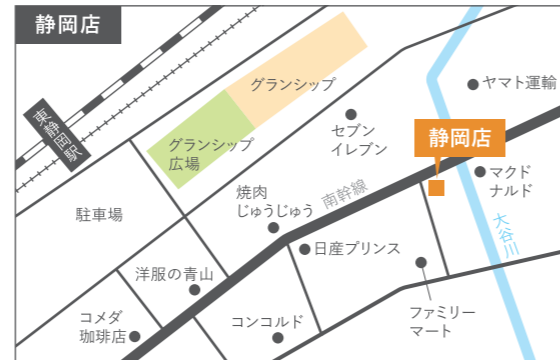 静岡店
グランシップ
ヤマト運輸
東静岡駅
グランシップ
広場
セブン
イレブン
静岡店
マクド
ナルド
焼肉
じゅうじゅう
南幹線
駐車場
大谷川
日産プリンス
洋服の青山
コメダ
珈琲店
コンコルド
ファミリー
マート